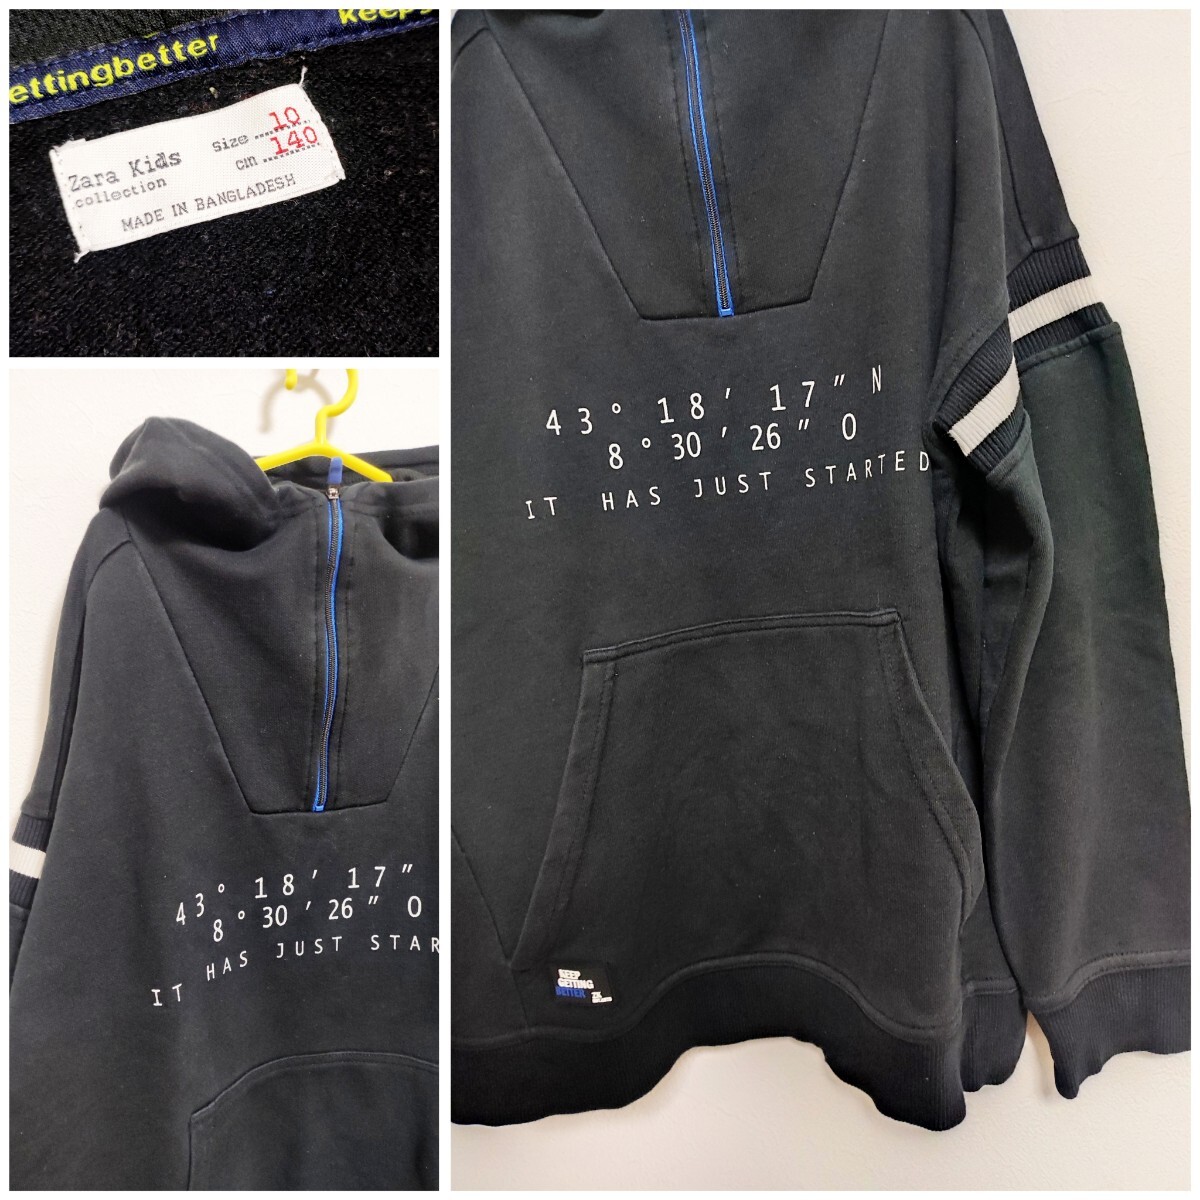 keep
ettingbetter
Zara Kids
collection
size 10
cm 140
MADE IN BANGLADESH
43° 18′ 17″ N
8° 30′ 26″ O
IT HAS JUST STARTED
KEEP
GETTING
BETTER
43° 18′ 17″
8° 30′ 26″ O
IT HAS JUST STAR